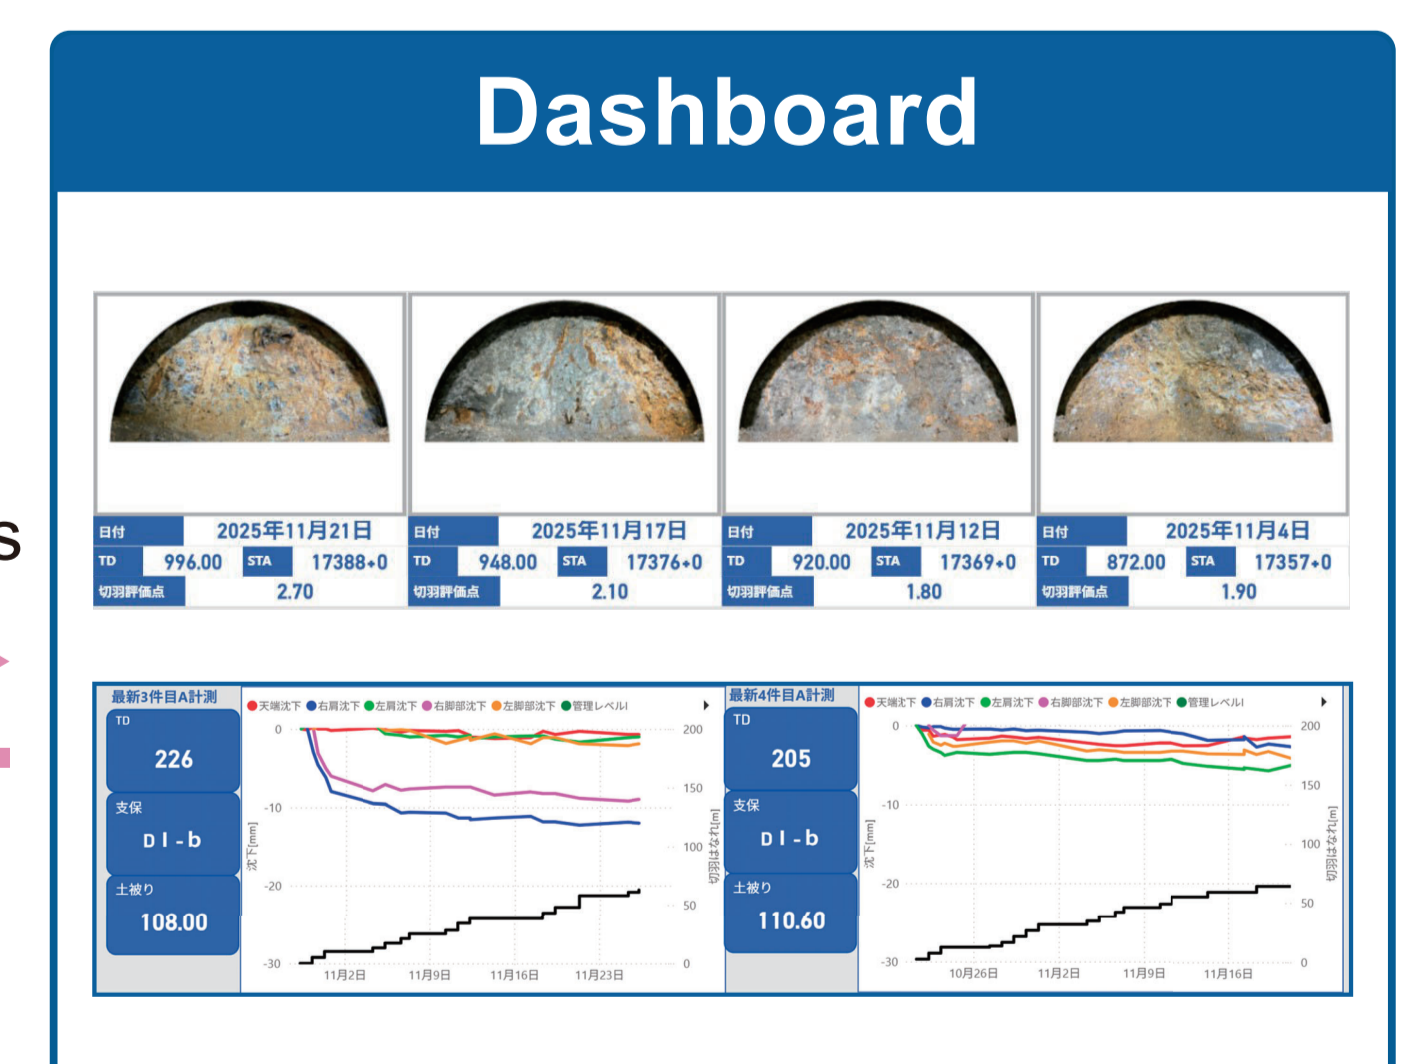 Dashboard
s
日付 2025年11月21日
TD 996.00 STA 17388+0
切羽評価点 2.70
日付 2025年11月17日
TD 948.00 STA 17376+0
切羽評価点 2.10
日付 2025年11月12日
TD 920.00 STA 17369+0
切羽評価点 1.80
日付 2025年11月4日
TD 872.00 STA 17357+0
切羽評価点 1.90
最新3件目A計測
TD
226
支保
DⅠ-b
土被り
108.00
天端沈下 右肩沈下 左肩沈下 右脚部沈下 左脚部沈下 管理レベルI
沈下[mm]
0
-10
-20
-30
11月2日 11月9日 11月16日 11月23日
200
150
100
50
0
切羽はなれ[m]
最新4件目A計測
TD
205
支保
DⅠ-b
土被り
110.60
天端沈下 右肩沈下 左肩沈下 右脚部沈下 左脚部沈下 管理レベルI
沈下[mm]
0
-10
-20
-30
10月26日 11月2日 11月9日 11月16日
200
150
100
50
0
切羽はなれ[m]